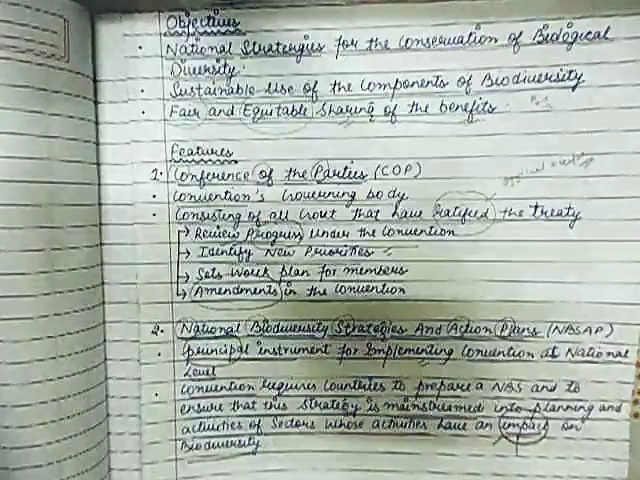 Objectives
• National Stratergies for the Conservation of Biological
Diversity.
• Sustainable Use of the Components of Biodiversity
• Fair and Equitable Sharing of the benefits.
Features
1. Conference of the Parties (COP)
• Convention's Governing body
• Consisting of all Govt that have ratified the treaty
→ Review Progress Under the Convention
→ Identify New Priorities
→ Sets Work plan for members
→ Amendments in the Convention
2. National Biodiversity Strategies And Action Plans (NBSAP)
• principal instrument for Implementing Convention at National
Level
• Convention requires Countries to prepare a NBS and to
ensure that this Strategy is mainstreamed into planning and
activities of Sectors whose activities have an impact on
Biodiversity